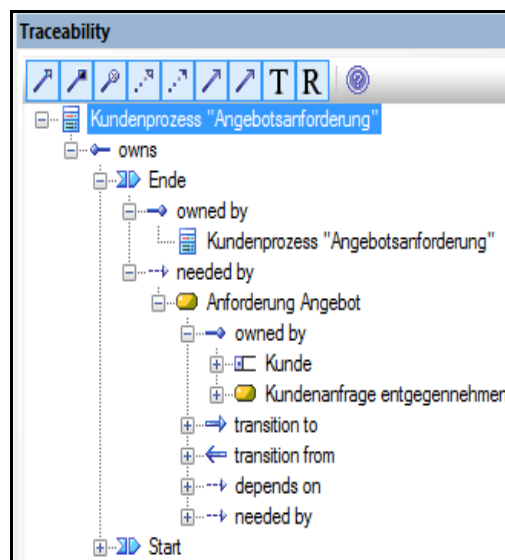 Traceability
T R
Kundenprozess "Angebotsanforderung"
owns
Ende
owned by
Kundenprozess "Angebotsanforderung"
needed by
Anforderung Angebot
owned by
Kunde
Kundenanfrage entgegennehmen
transition to
transition from
depends on
needed by
Start